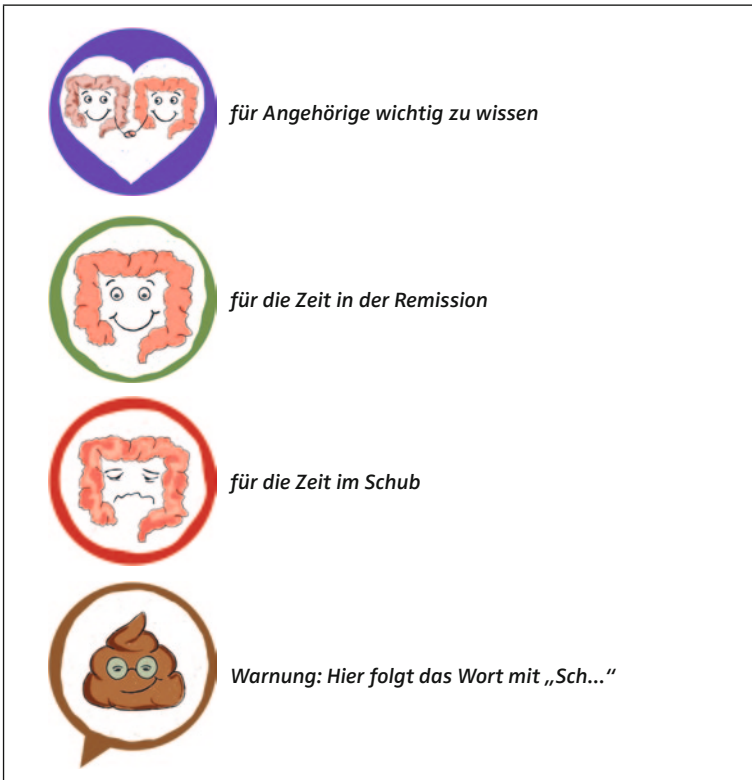 für Angehörige wichtig zu wissen
für die Zeit in der Remission
für die Zeit im Schub
Warnung: Hier folgt das Wort mit „Sch...“